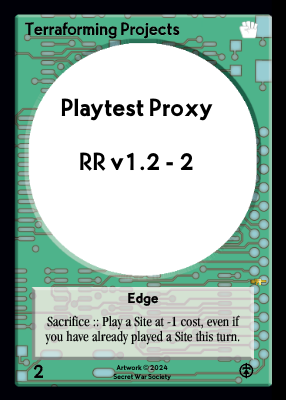 Terraforming Projects
Playtest Proxy
RR v1.2 - 2
Edge
Sacrifice :: Play a Site at -1 cost, even if
you have already played a Site this turn.
2
Artwork © 2024
Secret War Society